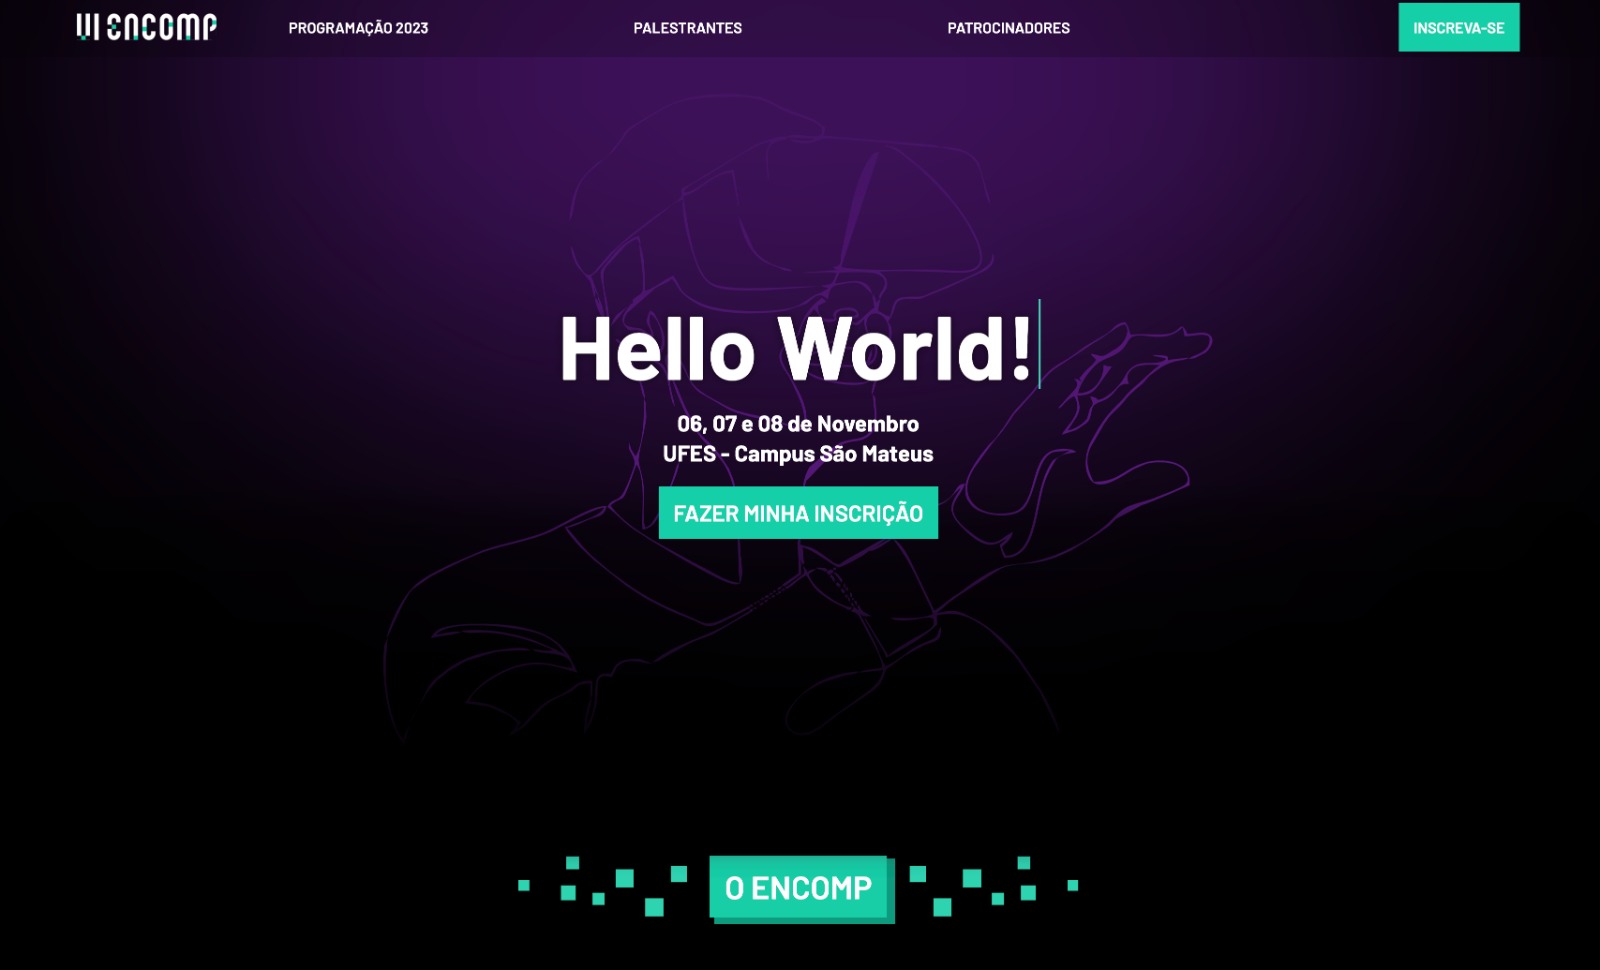 VI ENCOMP
PROGRAMAÇÃO 2023
PALESTRANTES
PATROCINADORES
INSCREVA-SE
Hello World!
06, 07 e 08 de Novembro
UFES - Campus São Mateus
FAZER MINHA INSCRIÇÃO
O ENCOMP